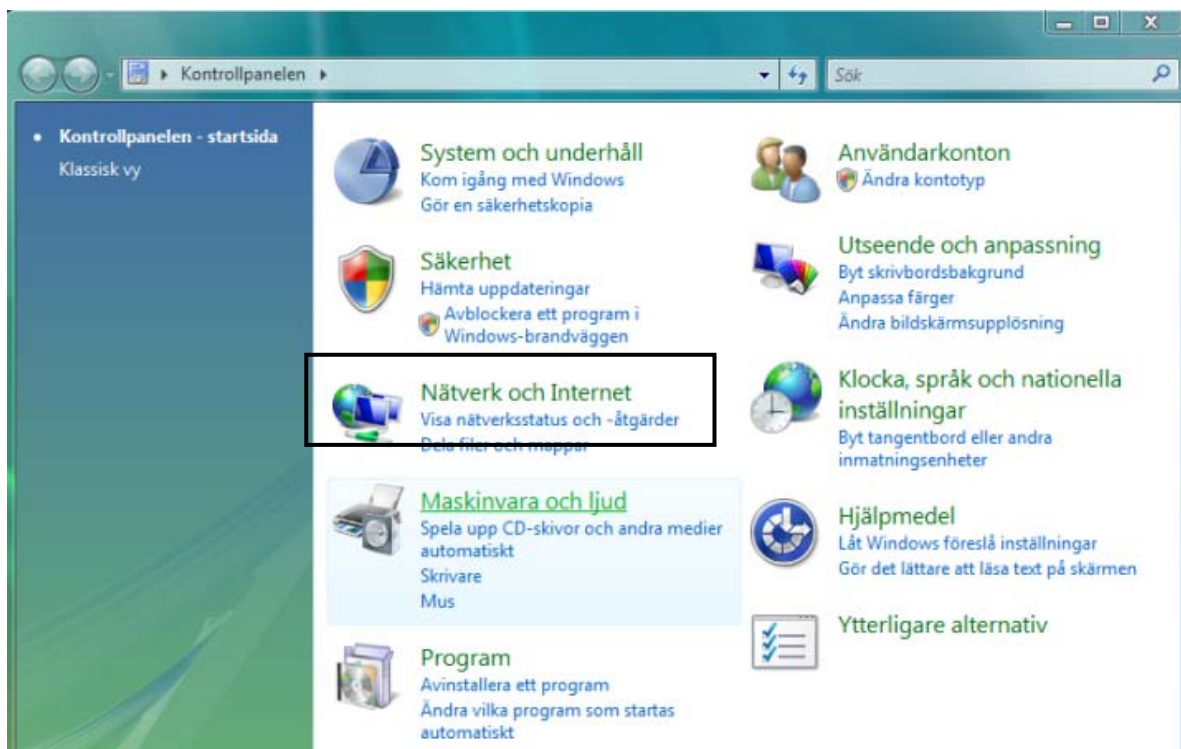 Kontrollpanelen
Sök
Kontrollpanelen - startsida
Klassisk vy
System och underhåll
Kom igång med Windows
Gör en säkerhetskopia
Säkerhet
Hämta uppdateringar
Avblockera ett program i
Windows-brandväggen
Nätverk och Internet
Visa nätverksstatus och -åtgärder
Dela filer och mappar
Maskinvara och ljud
Spela upp CD-skivor och andra medier
automatiskt
Skrivare
Mus
Program
Avinstallera ett program
Ändra vilka program som startas
automatiskt
Användarkonton
Ändra kontotyp
Utseende och anpassning
Byt skrivbordsbakgrund
Anpassa färger
Ändra bildskärmsupplösning
Klocka, språk och nationella
inställningar
Byt tangentbord eller andra
inmatningsenheter
Hjälpmedel
Låt Windows föreslå inställningar
Gör det lättare att läsa text på skärmen
Ytterligare alternativ